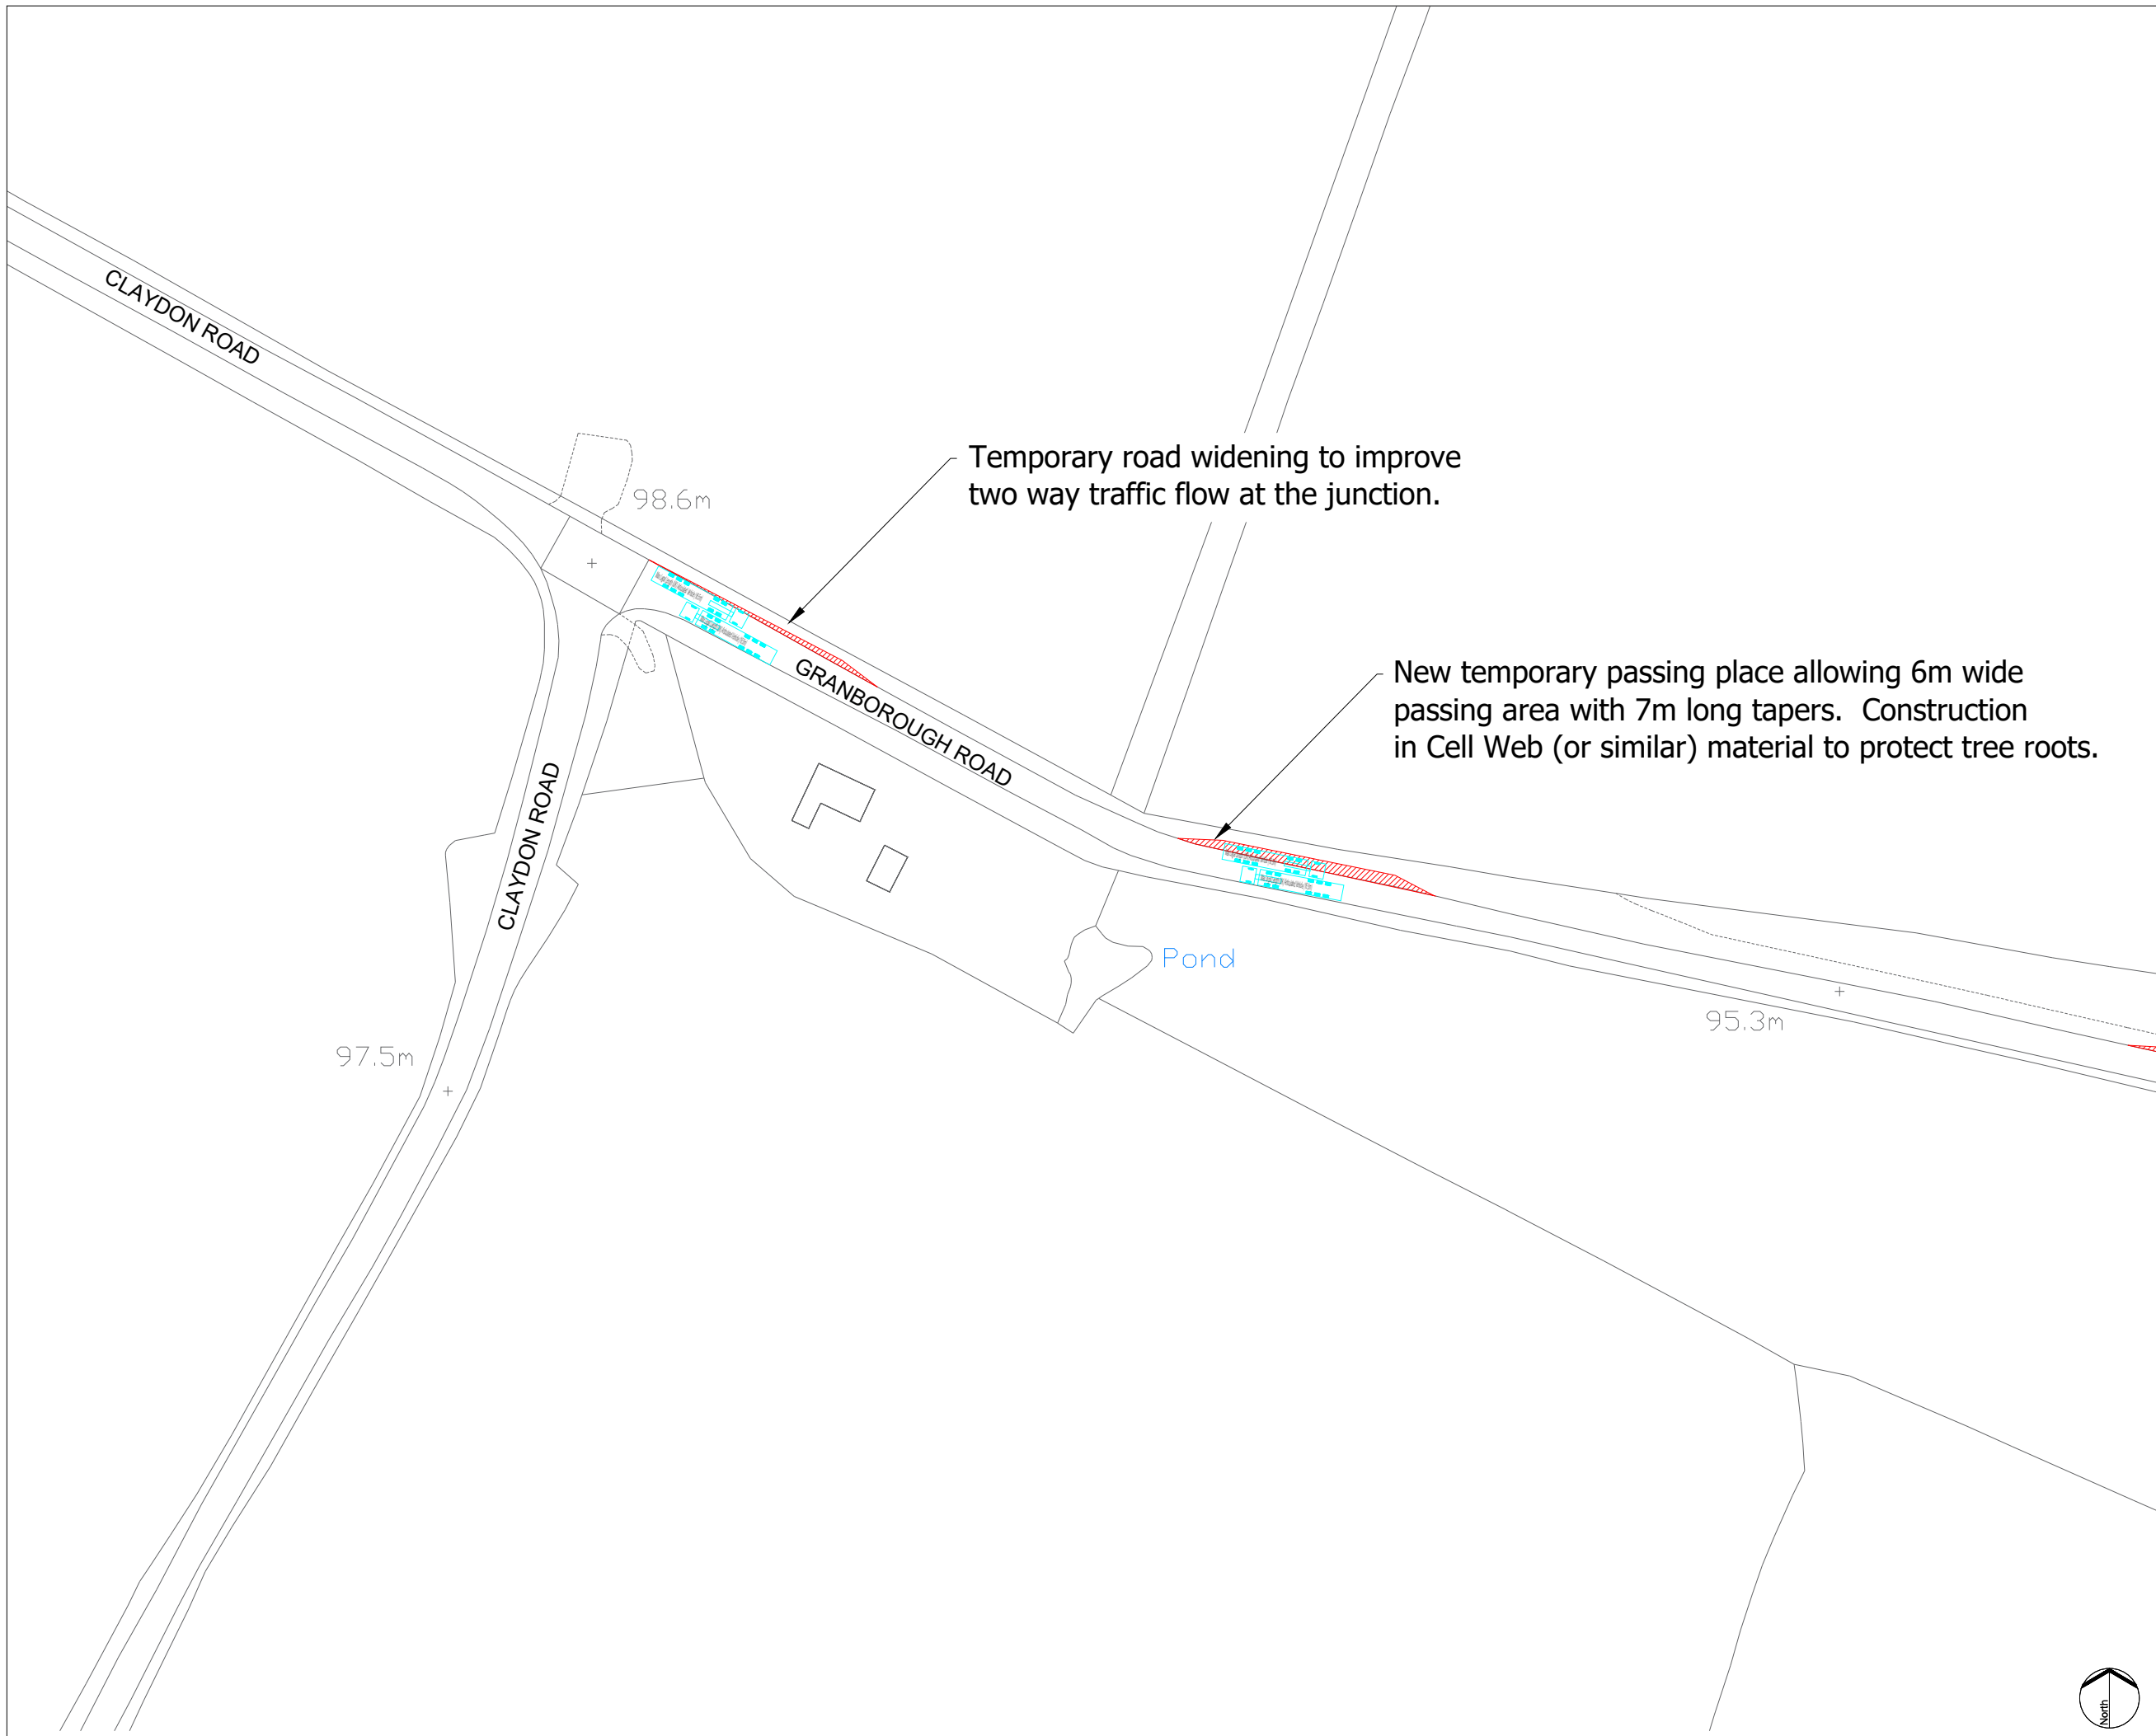 CLAYDON ROAD
98.6m
Temporary road widening to improve
two way traffic flow at the junction.
GRANBOROUGH ROAD
New temporary passing place allowing 6m wide
passing area with 7m long tapers.  Construction
in Cell Web (or similar) material to protect tree roots.
CLAYDON ROAD
Pond
95.3m
97.5m
North